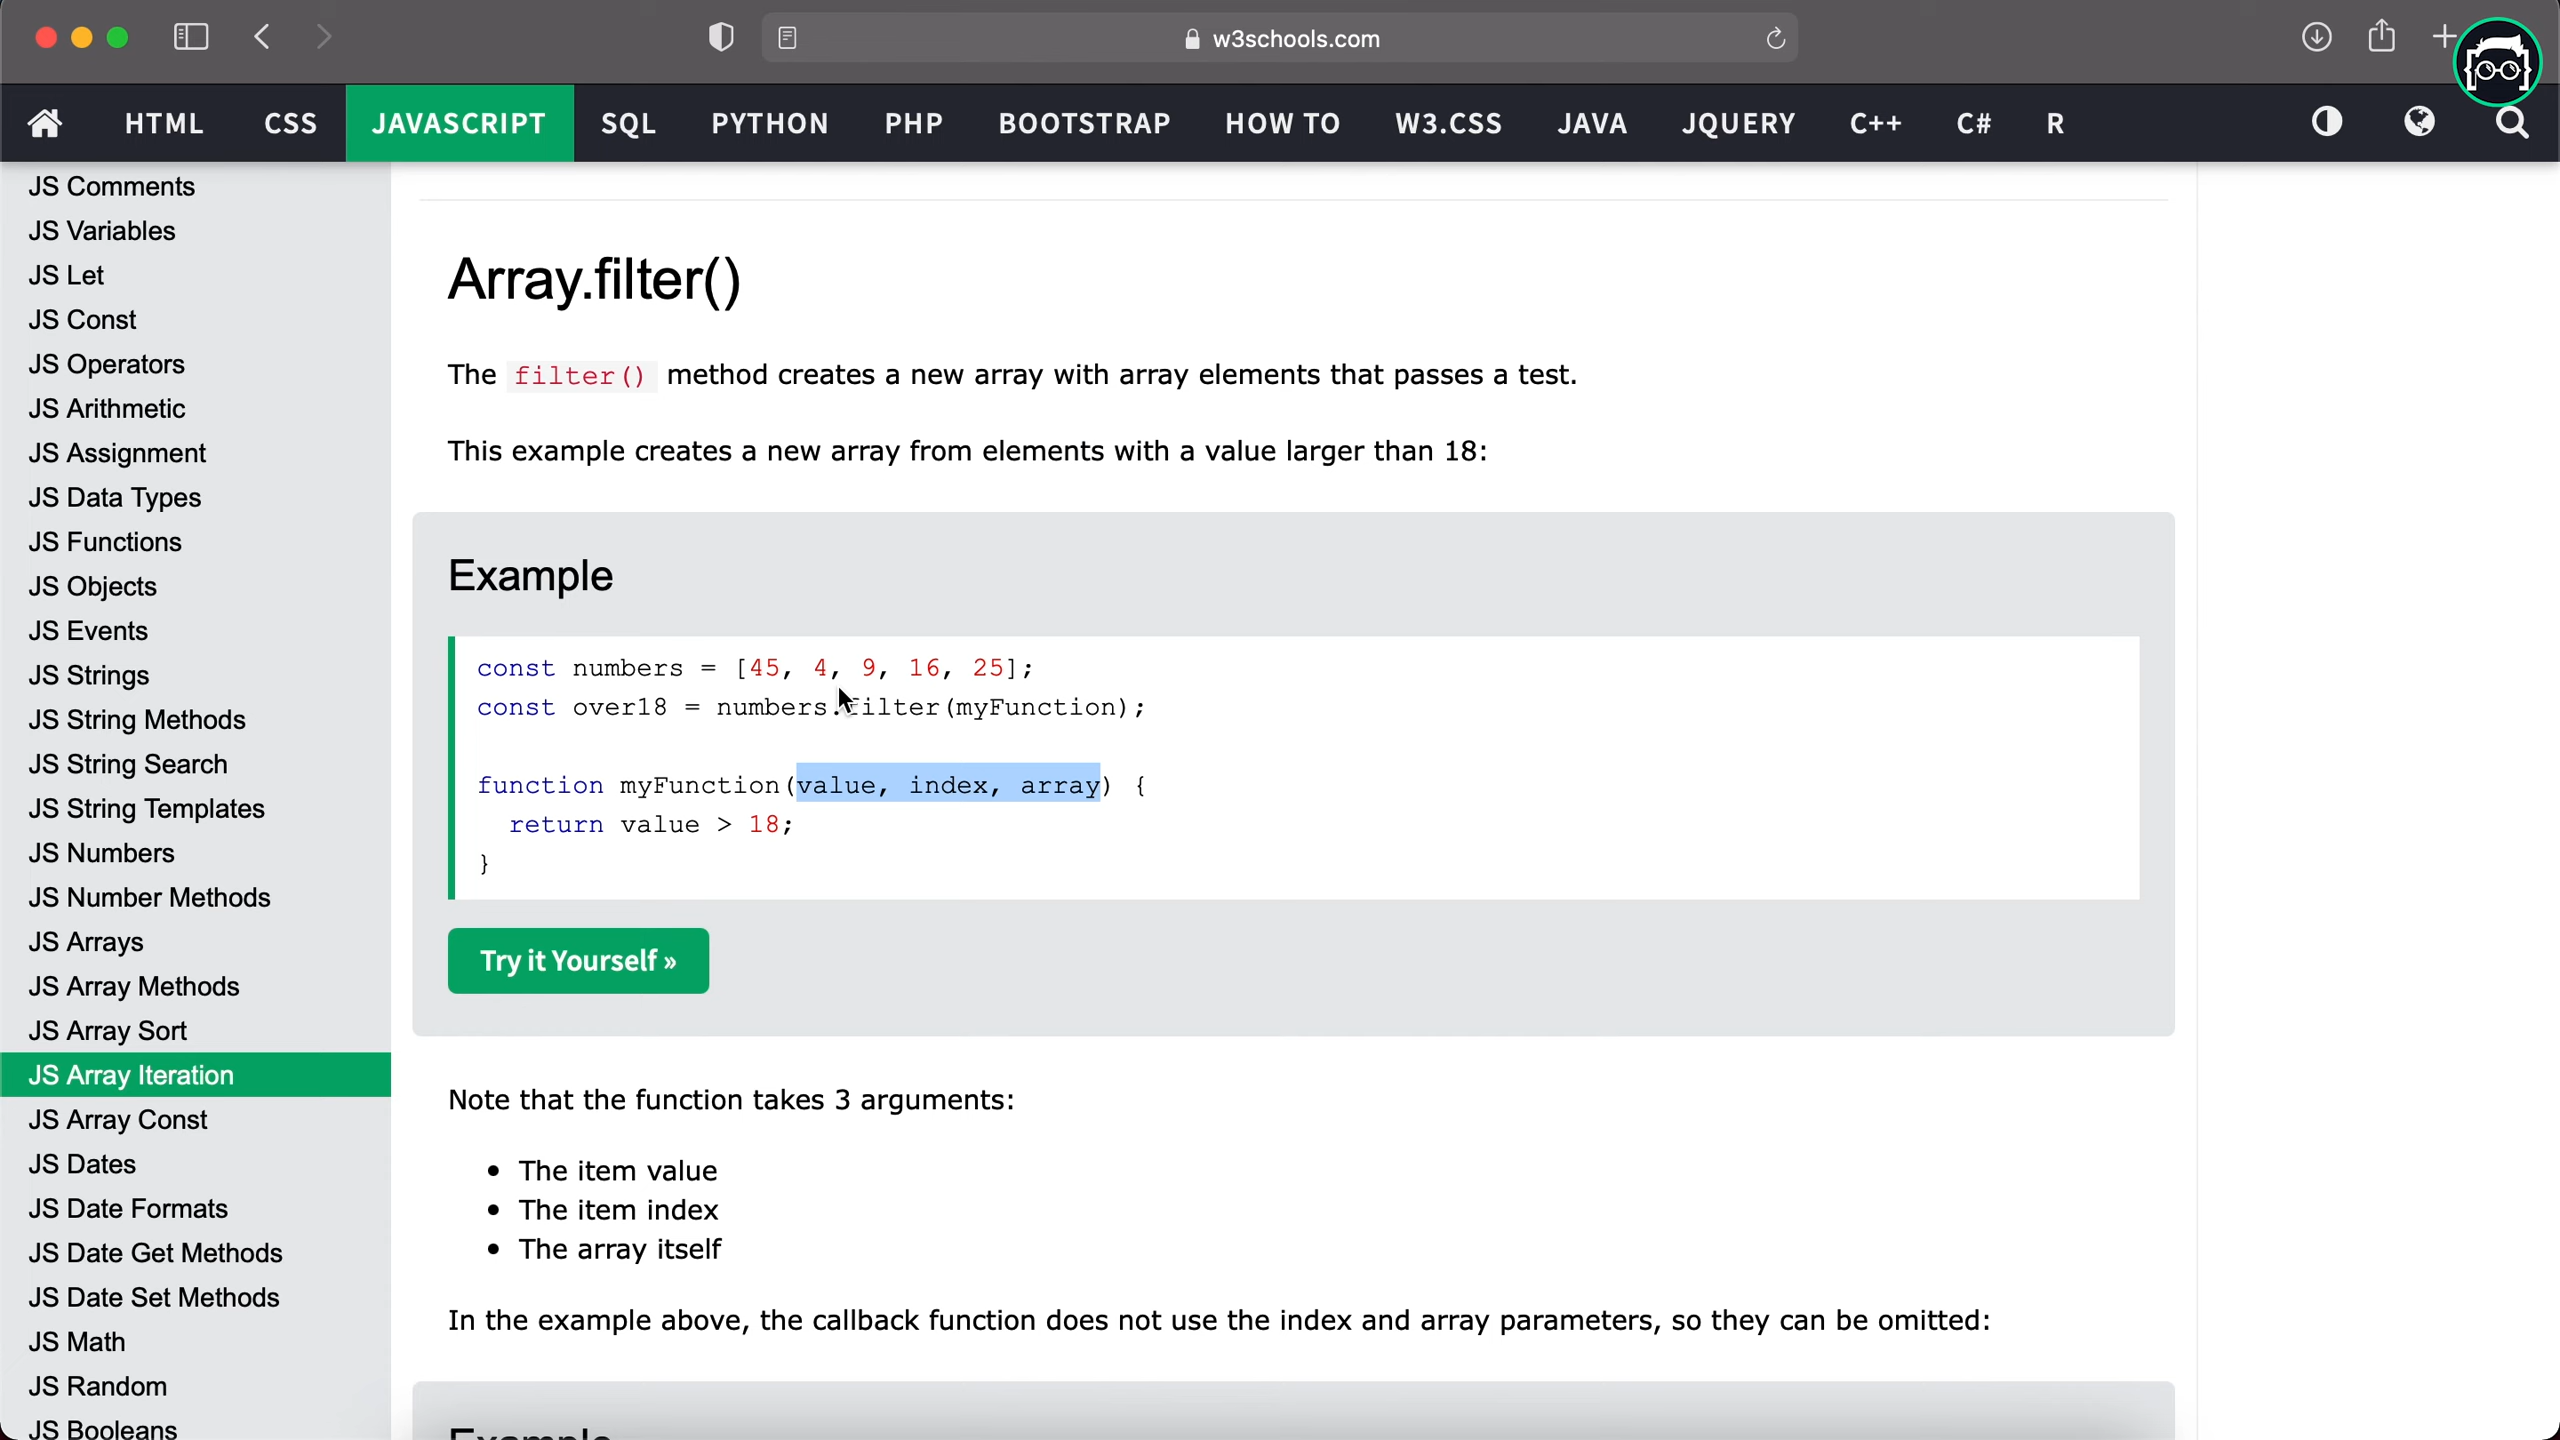 w3schools.com
HTML CSS JAVASCRIPT SQL PYTHON PHP BOOTSTRAP HOW TO W3.CSS JAVA JQUERY C++ C# R
JS Comments
JS Variables
JS Let
JS Const
JS Operators
JS Arithmetic
JS Assignment
JS Data Types
JS Functions
JS Objects
JS Events
JS Strings
JS String Methods
JS String Search
JS String Templates
JS Numbers
JS Number Methods
JS Arrays
JS Array Methods
JS Array Sort
JS Array Iteration
JS Array Const
JS Dates
JS Date Formats
JS Date Get Methods
JS Date Set Methods
JS Math
JS Random
JS Booleans
Array.filter()
The filter() method creates a new array with array elements that passes a test.
This example creates a new array from elements with a value larger than 18:
Example
const numbers = [45, 4, 9, 16, 25];
const over18 = numbers.filter(myFunction);
function myFunction(value, index, array) {
return value > 18;
}
Try it Yourself »
Note that the function takes 3 arguments:
• The item value
• The item index
• The array itself
In the example above, the callback function does not use the index and array parameters, so they can be omitted:
Example